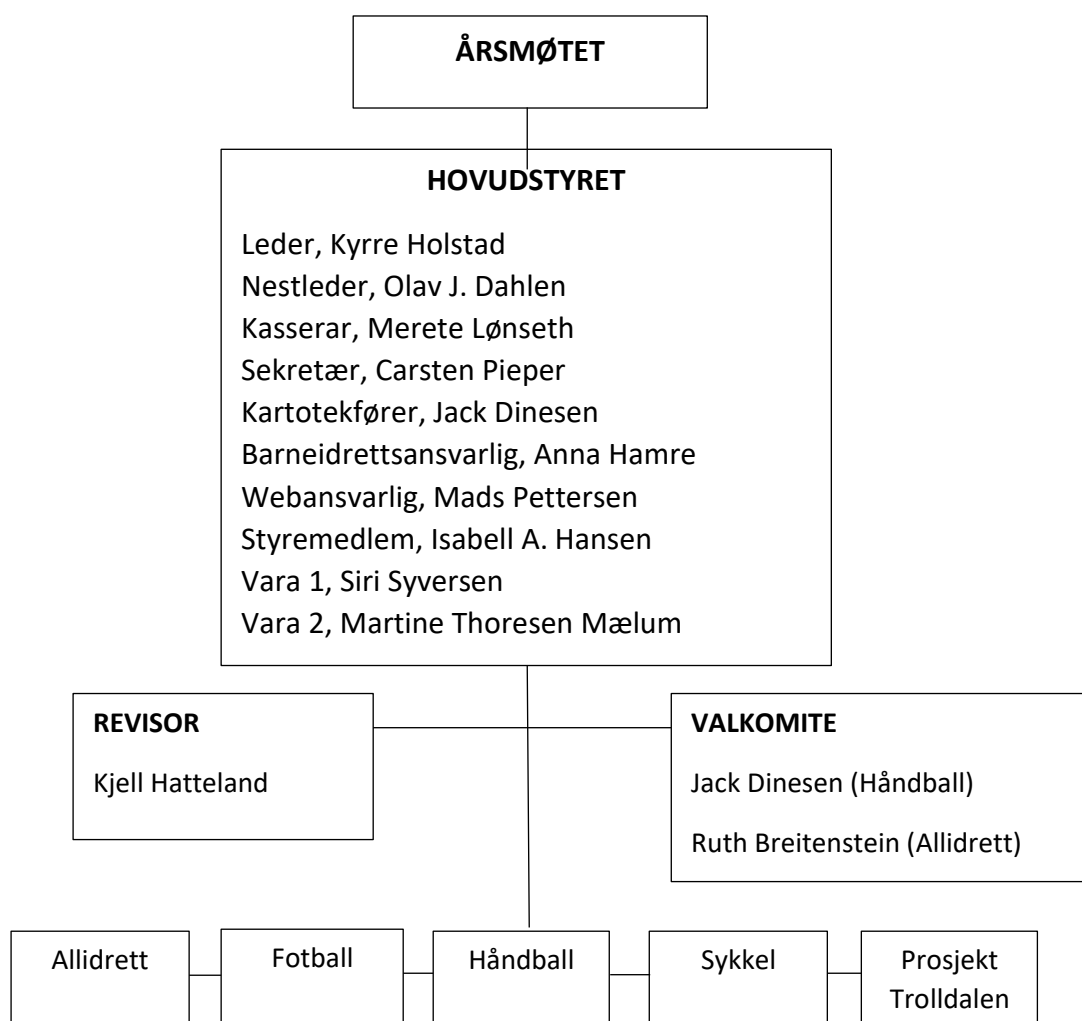 ÅRSMØTET
HOVUDSTYRET
Leder, Kyrre Holstad
Nestleder, Olav J. Dahlen
Kasserar, Merete Lønseth
Sekretær, Carsten Pieper
Kartotekfører, Jack Dinesen
Barneidrettsansvarlig, Anna Hamre
Webansvarlig, Mads Pettersen
Styremedlem, Isabell A. Hansen
Vara 1, Siri Syversen
Vara 2, Martine Thoresen Mælum
REVISOR
Kjell Hatteland
VALKOMITE
Jack Dinesen (Håndball)
Ruth Breitenstein (Allidrett)
Allidrett
Fotball
Håndball
Sykkel
Prosjekt
Trolldalen